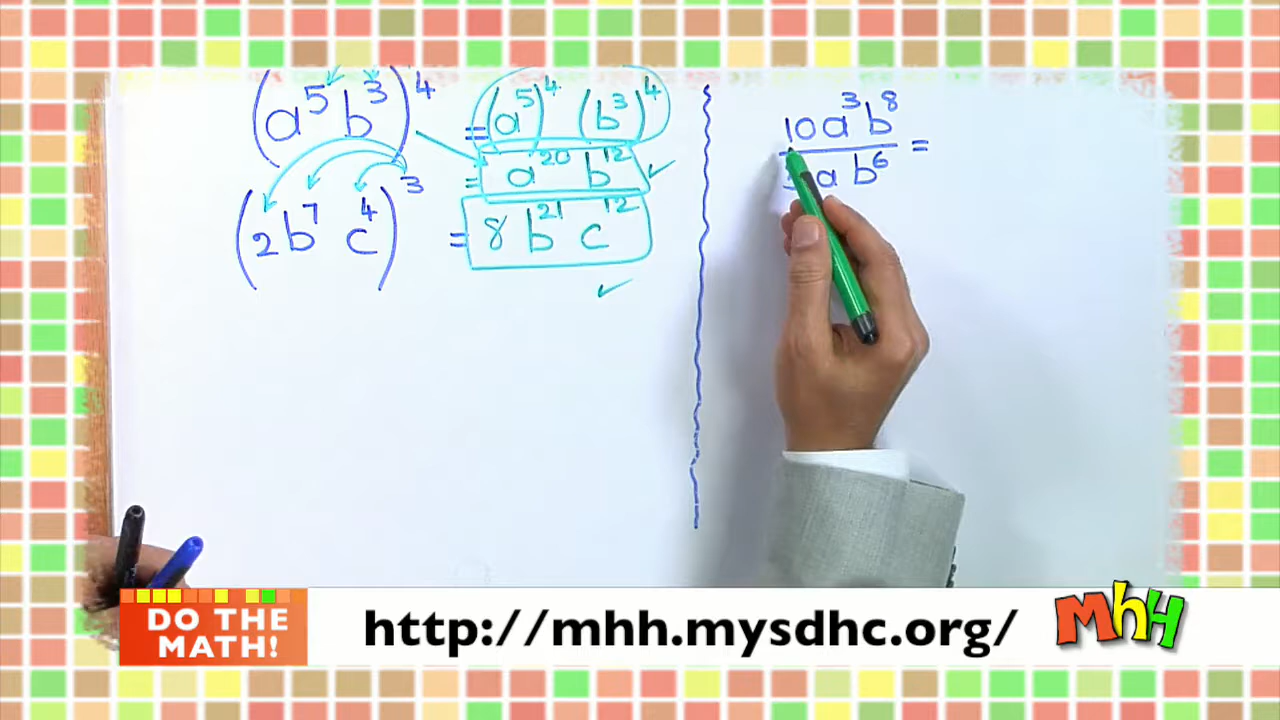 (a⁵b³)⁴ = (a⁵)⁴ (b³)⁴
= a²⁰ b¹² ✓
(2b⁷ c⁴)³ = 8 b²¹ c¹² ✓
10a³b⁸
a b⁶ =
DO THE
MATH!
http://mhh.mysdhc.org/
mhH